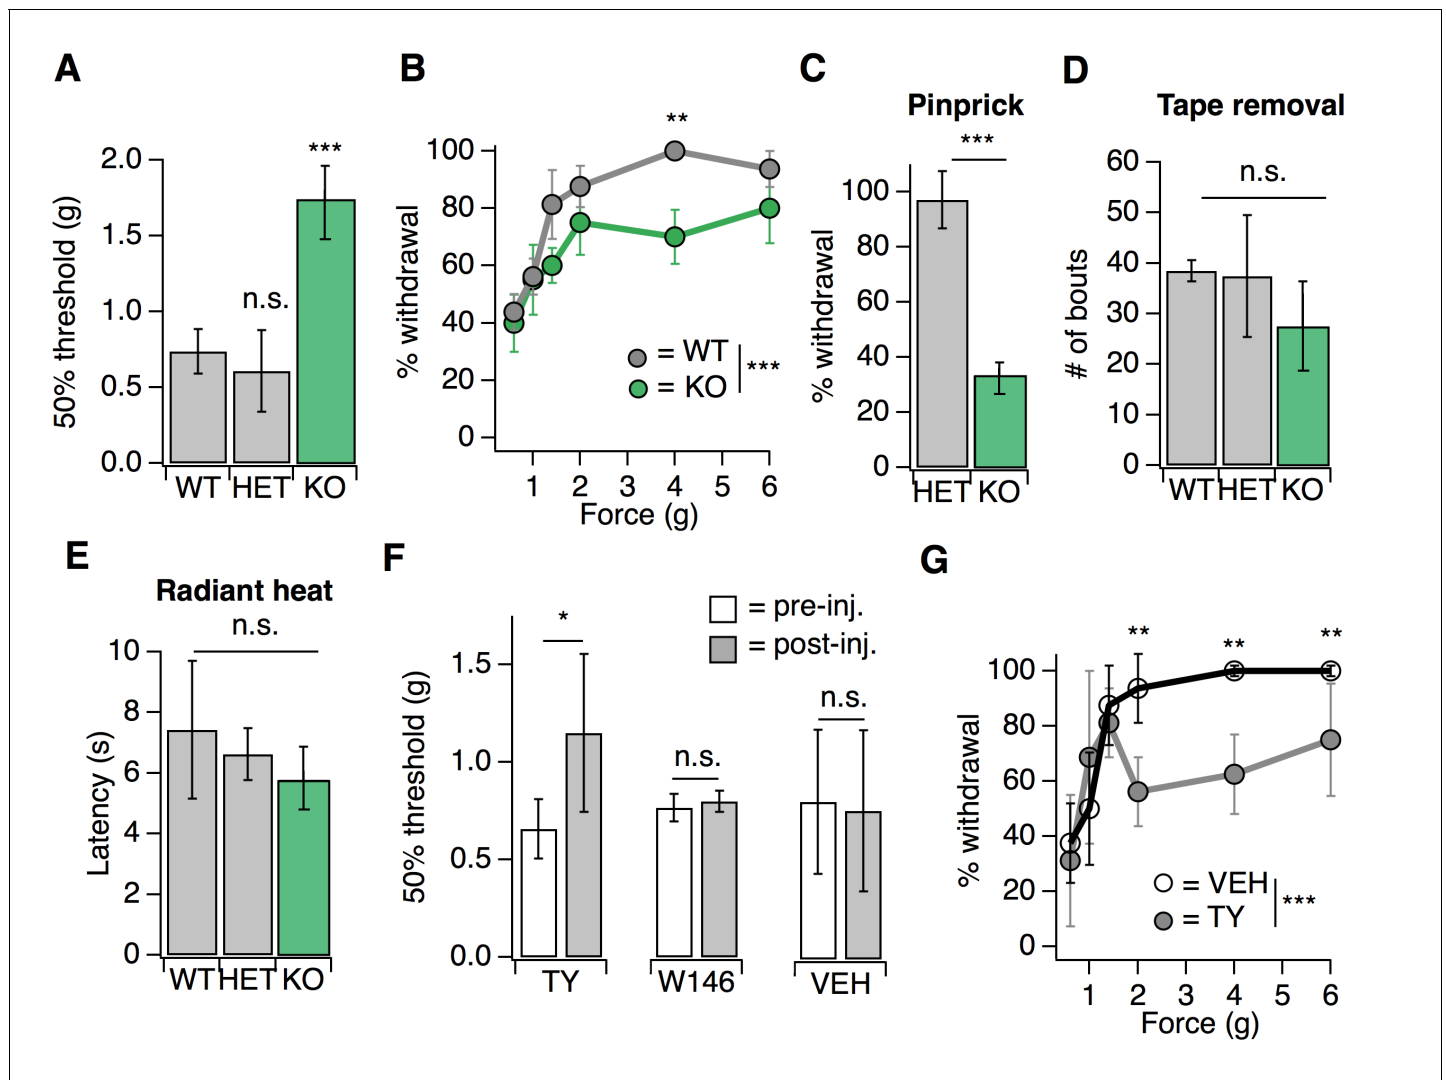 A
50% threshold (g)
2.0
1.5
1.0
0.5
0.0
***
n.s.
WT HET KO
B
% withdrawal
100
80
60
40
20
0
**
= WT
= KO
***
1 2 3 4 5 6
Force (g)
C
Pinprick
***
% withdrawal
100
80
60
40
20
0
HET KO
D
Tape removal
n.s.
# of bouts
60
50
40
30
20
10
0
WT HET KO
E
Radiant heat
n.s.
Latency (s)
10
8
6
4
2
0
WT HET KO
F
= pre-inj.
= post-inj.
50% threshold (g)
1.5
1.0
0.5
0.0
*
n.s.
n.s.
TY W146 VEH
G
% withdrawal
100
80
60
40
20
0
** ** **
= VEH
= TY
***
1 2 3 4 5 6
Force (g)